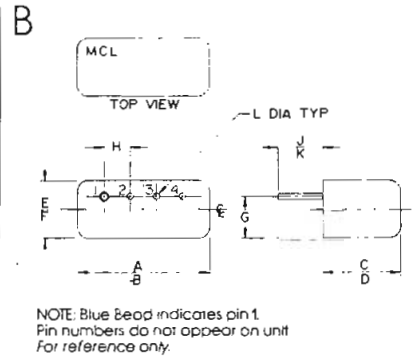 B
MCL
TOP VIEW
L DIA TYP
H
J
K
1 2 3 4
E
F
G
A
B
C
D
NOTE: Blue Bead indicates pin 1.
Pin numbers do not appear on unit
For reference only.